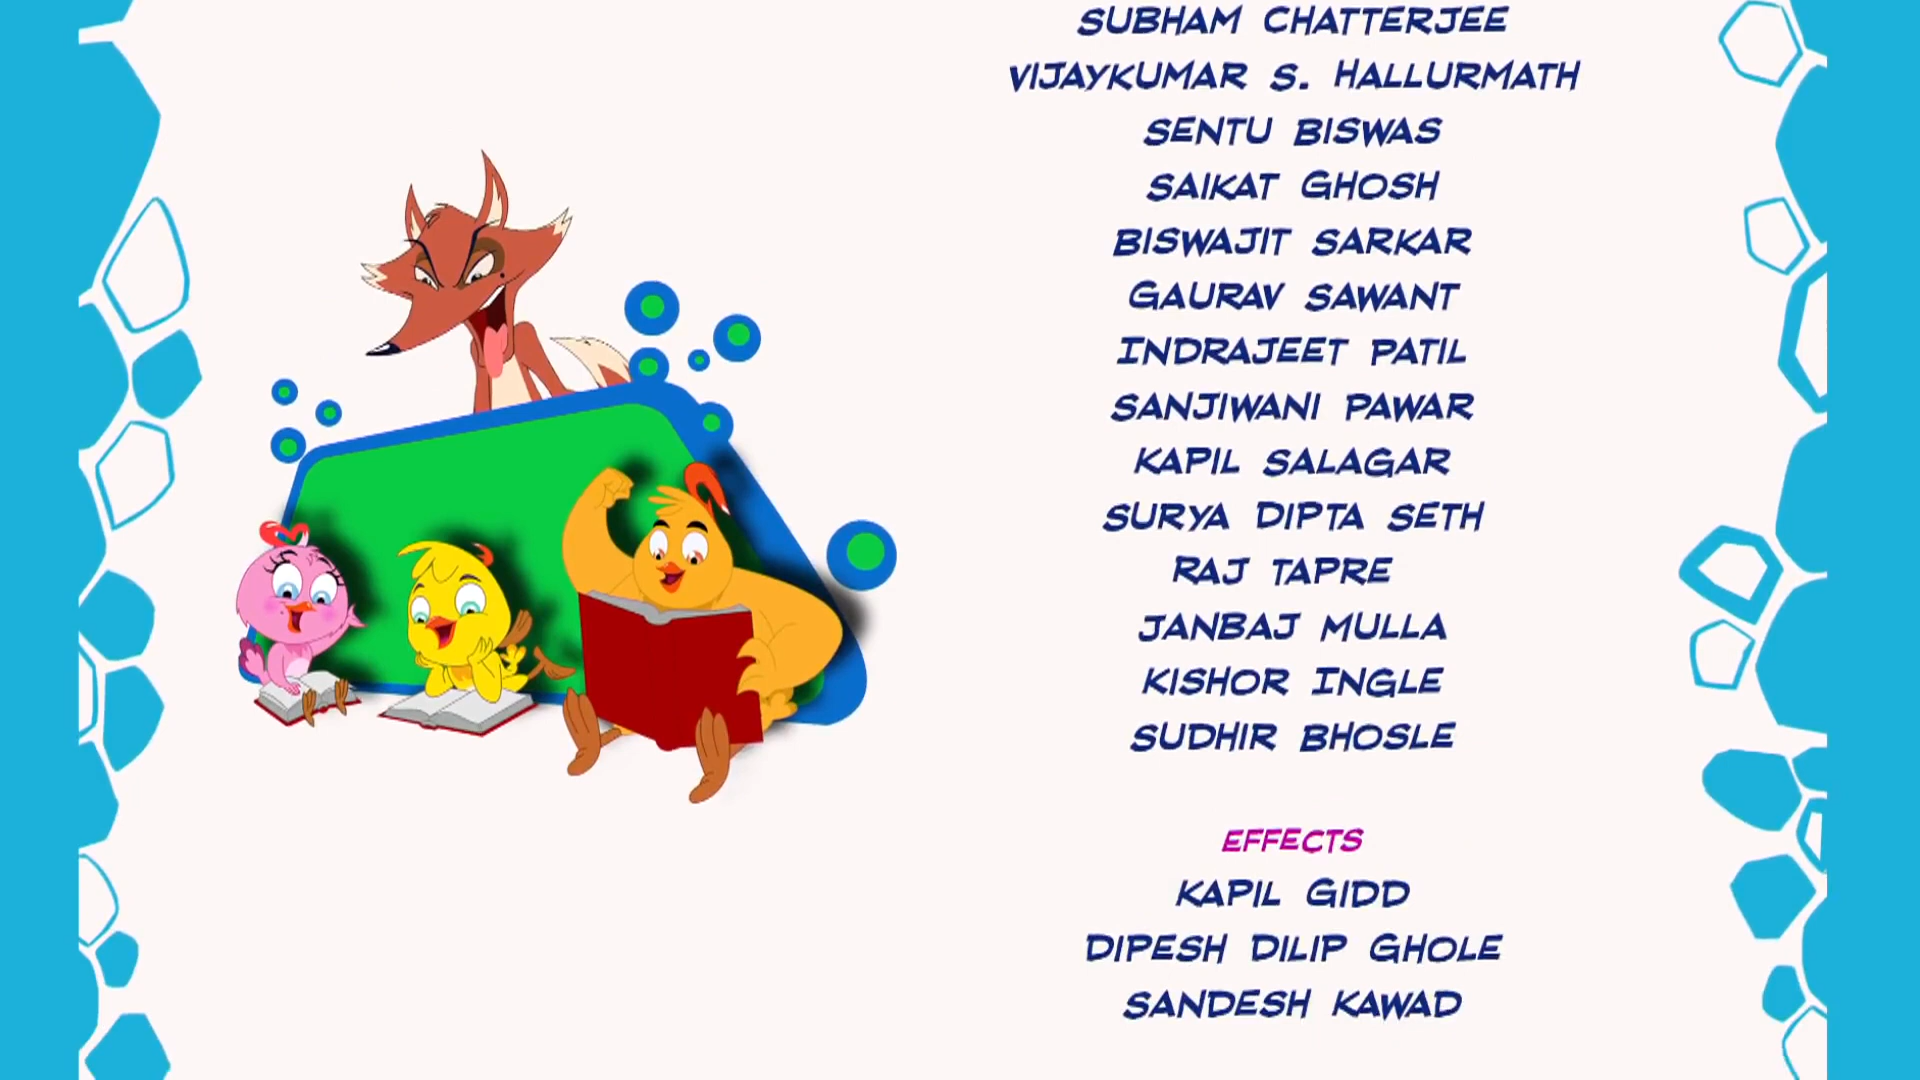 SUBHAM CHATTERJEE
VIJAYKUMAR S. HALLURMATH
SENTU BISWAS
SAIKAT GHOSH
BISWAJIT SARKAR
GAURAV SAWANT
INDRAJEET PATIL
SANJIWANI PAWAR
KAPIL SALAGAR
SURYA DIPTA SETH
RAJ TAPRE
JANBAJ MULLA
KISHOR INGLE
SUDHIR BHOSLE
EFFECTS
KAPIL GIDD
DIPESH DILIP GHOLE
SANDESH KAWAD